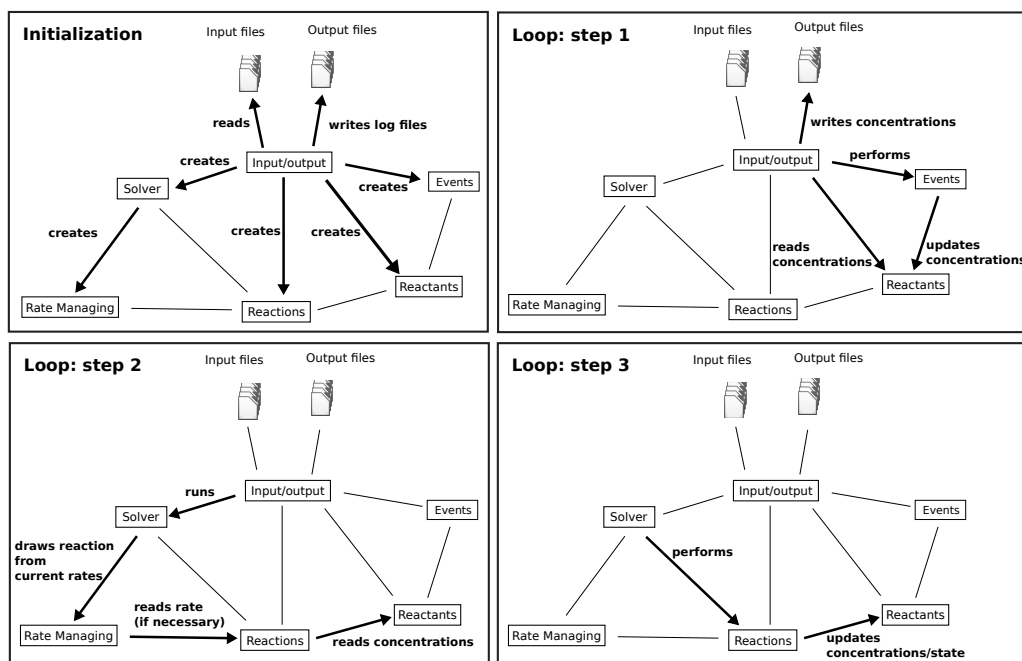 Initialization
Input files
Output files
reads
writes log files
creates
Input/output
Solver
creates
Events
creates
creates
creates
Rate Managing
Reactions
Reactants
Loop: step 1
Input files
Output files
writes concentrations
Input/output
performs
Solver
Events
reads
concentrations
updates
concentrations
Rate Managing
Reactions
Reactants
Loop: step 2
Input files
Output files
runs
Input/output
Solver
Events
draws reaction
from
current rates
reads rate
(if necessary)
Rate Managing
Reactions
Reactants
reads concentrations
Loop: step 3
Input files
Output files
Input/output
Solver
Events
performs
Rate Managing
Reactions
Reactants
updates
concentrations/state